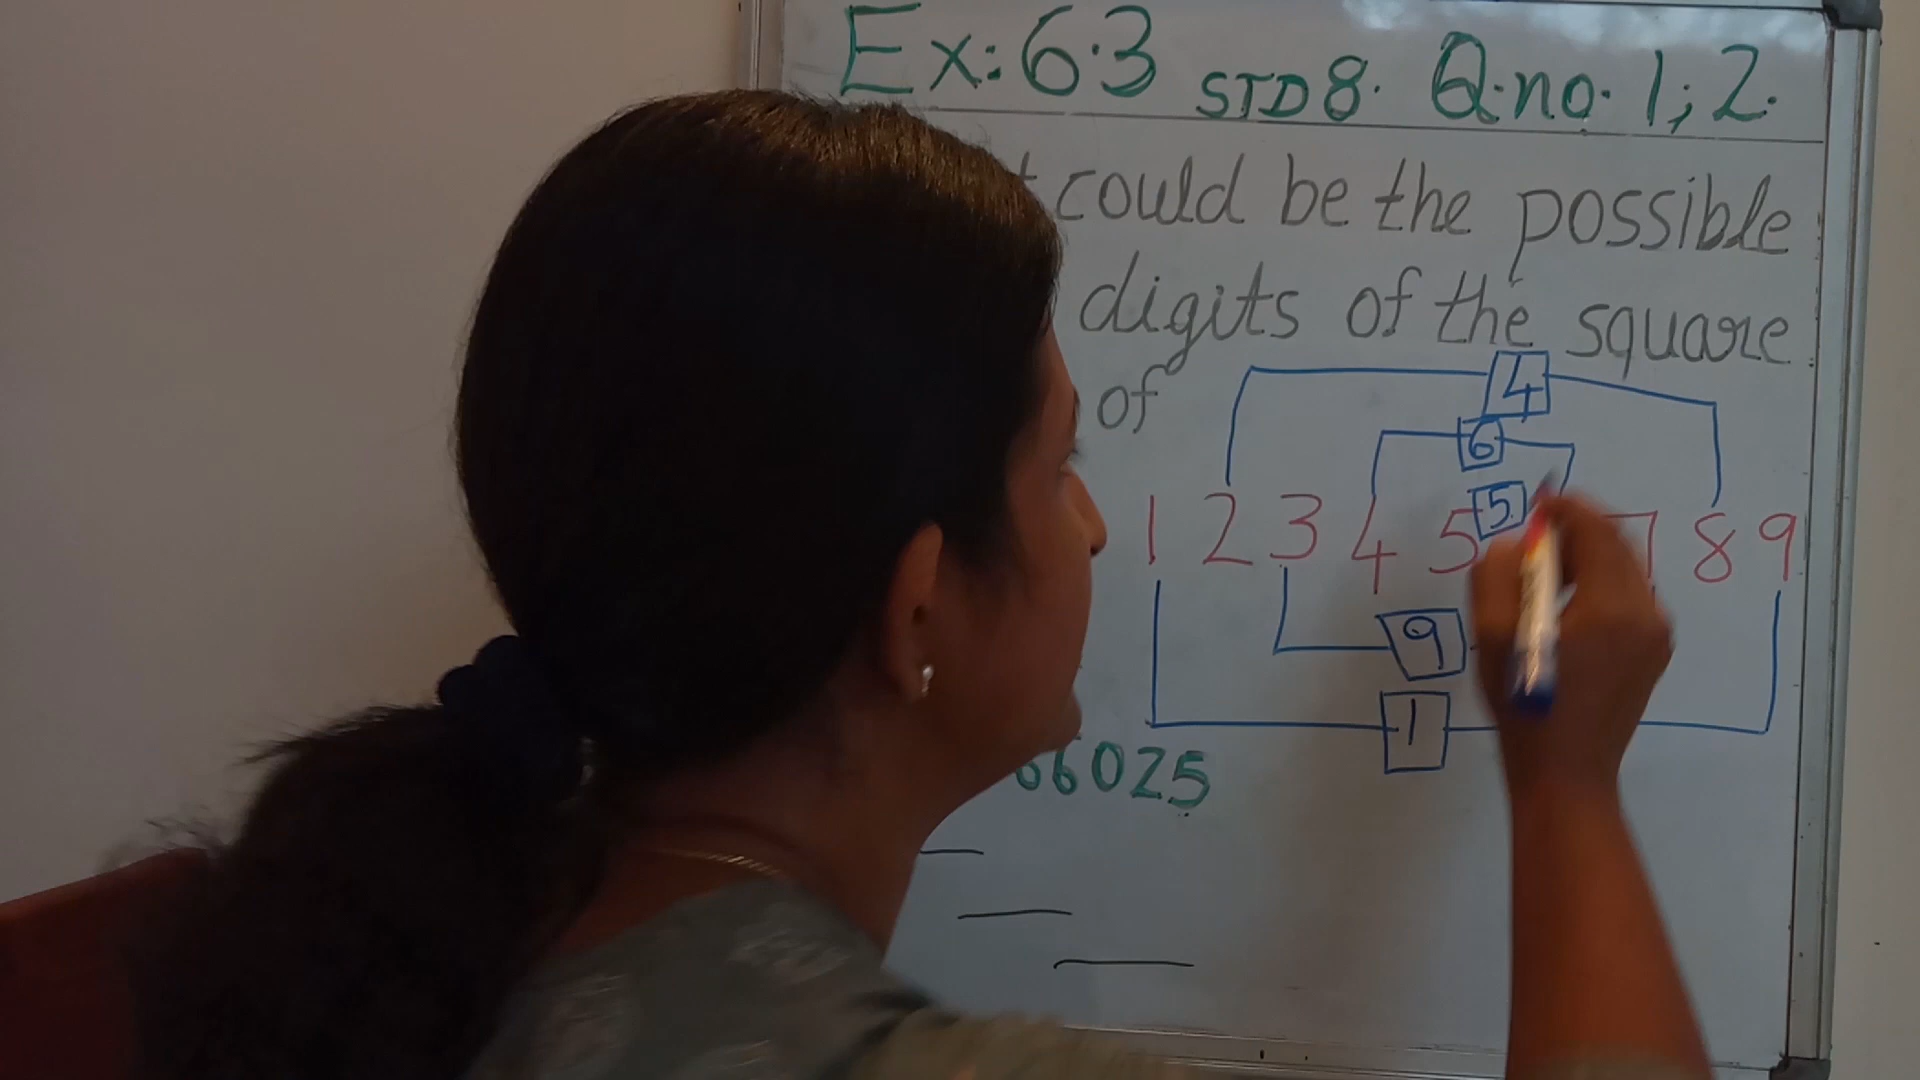 Ex: 6.3 STD 8. Q.no. 1; 2.
could be the possible
digits of the square
of
4
6
5
1 2 3 4 5 7 8 9
9
1
66025